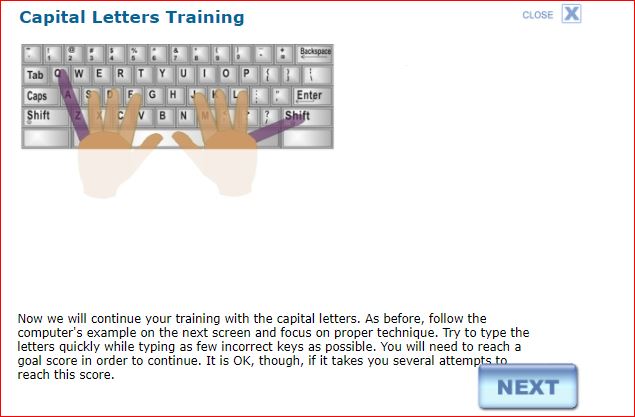 Capital Letters Training
CLOSE X
Backspace
Tab Q W E R T Y U I O P
Caps A S D F G H J K L Enter
Shift Z X C V B N M Shift
Now we will continue your training with the capital letters. As before, follow the
computer's example on the next screen and focus on proper technique. Try to type the
letters quickly while typing as few incorrect keys as possible. You will need to reach a
goal score in order to continue. It is OK, though, if it takes you several attempts to
reach this score.
NEXT